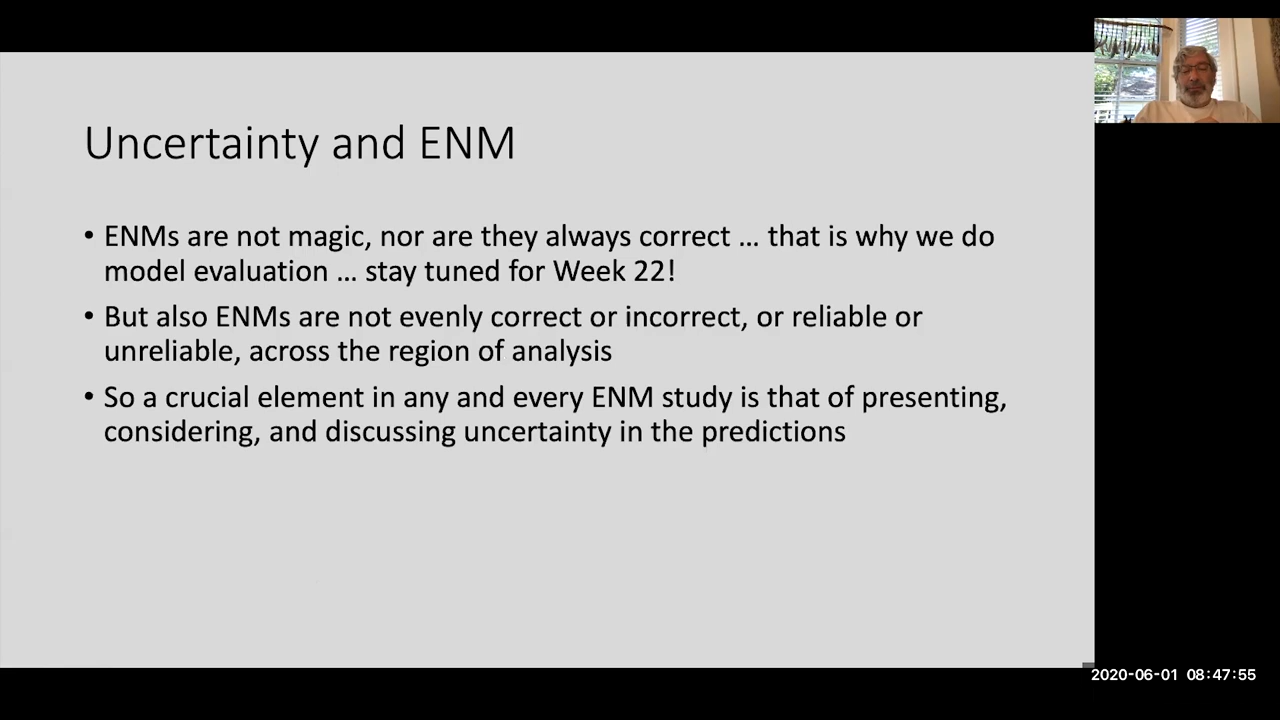 Uncertainty and ENM
• ENMs are not magic, nor are they always correct … that is why we do
model evaluation … stay tuned for Week 22!
• But also ENMs are not evenly correct or incorrect, or reliable or
unreliable, across the region of analysis
• So a crucial element in any and every ENM study is that of presenting,
considering, and discussing uncertainty in the predictions
2020-06-01 08:47:55